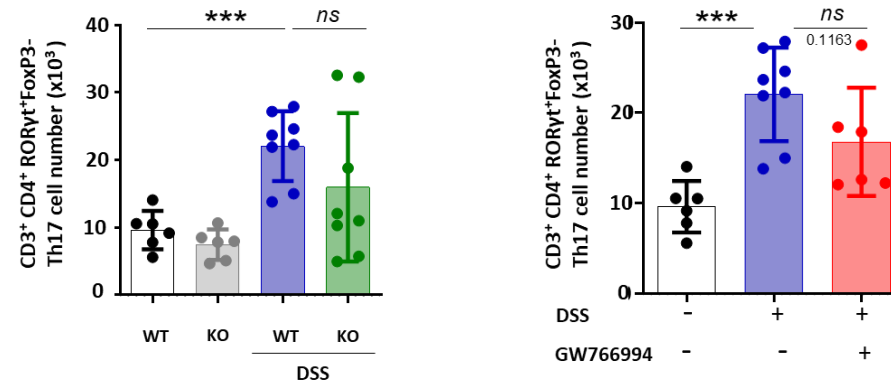 *** ns
CD3+ CD4+ RORγt+FoxP3-
Th17 cell number (x10³)
40
30
20
10
0
WT KO WT KO
DSS
*** ns
0.1163
CD3+ CD4+ RORγt+FoxP3-
Th17 cell number (x10³)
30
20
10
0
DSS - + +
GW766994 - - +